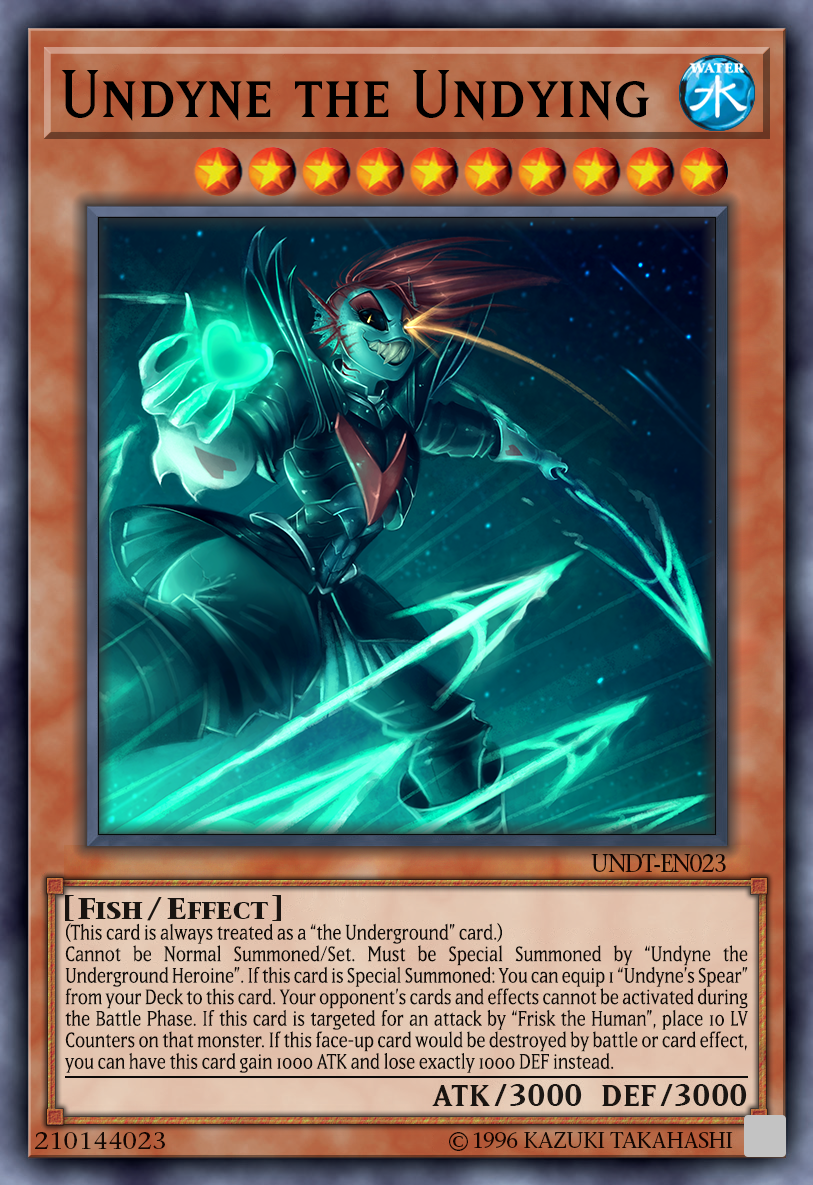 Undyne the Undying
WATER
水
UNDT-EN023
[ Fish / Effect ]
(This card is always treated as a “the Underground” card.)
Cannot be Normal Summoned/Set. Must be Special Summoned by “Undyne the
Underground Heroine”. If this card is Special Summoned: You can equip 1 “Undyne’s Spear”
from your Deck to this card. Your opponent’s cards and effects cannot be activated during
the Battle Phase. If this card is targeted for an attack by “Frisk the Human”, place 10 LV
Counters on that monster. If this face-up card would be destroyed by battle or card effect,
you can have this card gain 1000 ATK and lose exactly 1000 DEF instead.
ATK/3000 DEF/3000
210144023 © 1996 KAZUKI TAKAHASHI